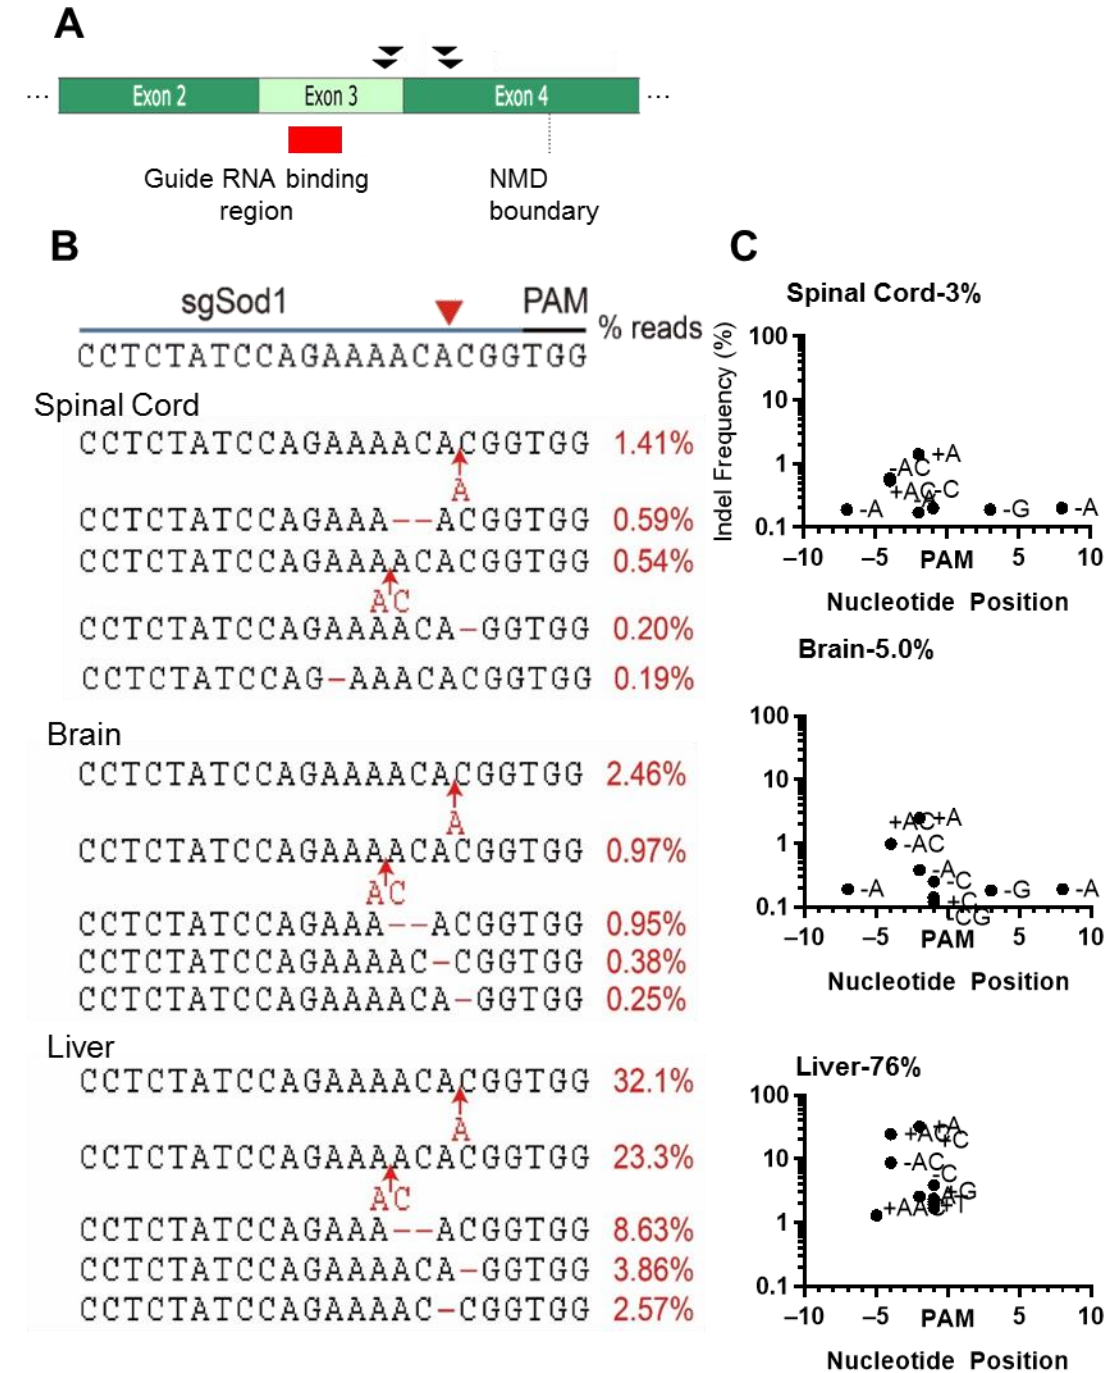 A
... Exon 2 Exon 3 Exon 4 ...
Guide RNA binding
region
NMD
boundary
B
sgSod1 PAM
% reads
CCTCTATCCAGAAAACACGGTGG
Spinal Cord
CCTCTATCCAGAAAACACGGTGG 1.41%
A
CCTCTATCCAGAAA--ACGGTGG 0.59%
CCTCTATCCAGAAAACACGGTGG 0.54%
AC
CCTCTATCCAGAAAACA-GGTGG 0.20%
CCTCTATCCAG-AAACACGGTGG 0.19%
Brain
CCTCTATCCAGAAAACACGGTGG 2.46%
A
CCTCTATCCAGAAAACACGGTGG 0.97%
AC
CCTCTATCCAGAAA--ACGGTGG 0.95%
CCTCTATCCAGAAAAC-CGGTGG 0.38%
CCTCTATCCAGAAAACA-GGTGG 0.25%
Liver
CCTCTATCCAGAAAACACGGTGG 32.1%
A
CCTCTATCCAGAAAACACGGTGG 23.3%
AC
CCTCTATCCAGAAA--ACGGTGG 8.63%
CCTCTATCCAGAAAACA-GGTGG 3.86%
CCTCTATCCAGAAAAC-CGGTGG 2.57%
C
Spinal Cord-3%
Indel Frequency (%)
100
10
1
0.1
+A
-AC
+AC
-C
-A
-A
-G
-A
–10 –5 PAM 5 10
Nucleotide Position
Brain-5.0%
100
10
1
0.1
+AC
+A
-AC
-A
-C
-A
-G
-A
+C
–10 –5 PAM 5 10
Nucleotide Position
Liver-76%
100
10
1
0.1
+A
+AC
+C
-AC
-C
+G
+AAC
–10 –5 PAM 5 10
Nucleotide Position